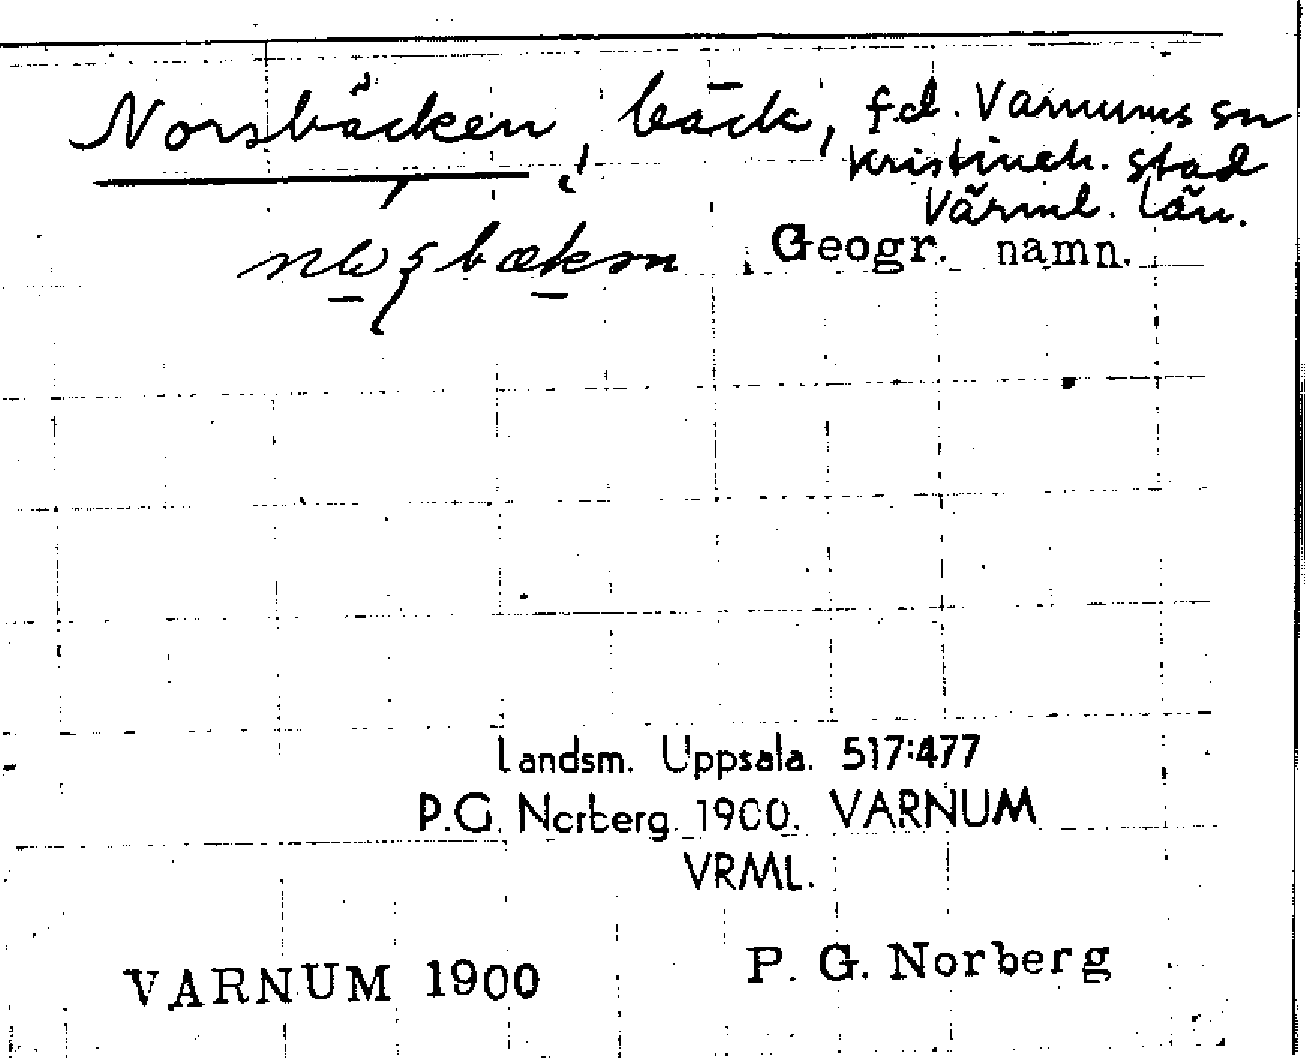 Norsbäcken, bäck, fd. Varnums sn
Kristineh. stad
Värml. län.
Geogr. namn.
Landsm. Uppsala. 517:477
P.G. Norberg 1900. VARNUM
VRML.
VARNUM 1900 P. G. Norberg